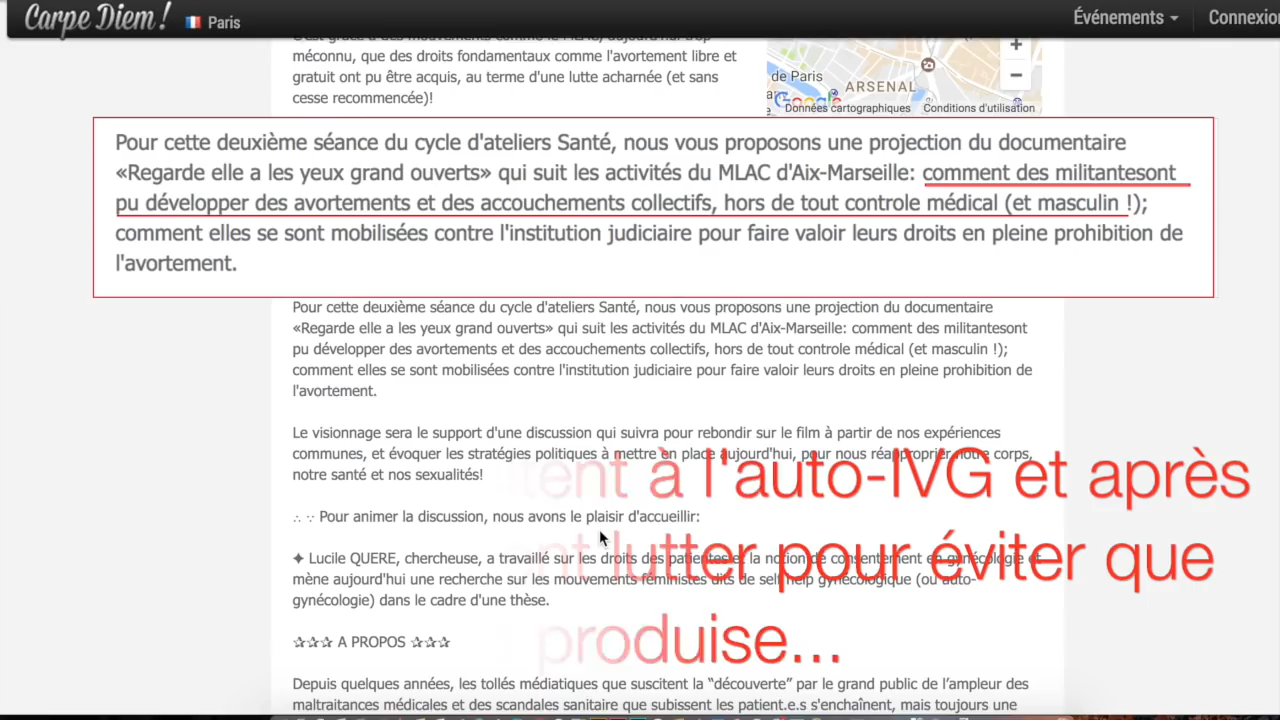 Carpe Diem !
Paris
Événements
Connexion
méconnu, que des droits fondamentaux comme l'avortement libre et
gratuit ont pu être acquis, au terme d'une lutte acharnée (et sans
cesse recommencée)!
de Paris
ARSENAL
Google
Données cartographiques
Conditions d'utilisation
Pour cette deuxième séance du cycle d'ateliers Santé, nous vous proposons une projection du documentaire
«Regarde elle a les yeux grand ouverts» qui suit les activités du MLAC d'Aix-Marseille: comment des militantesont
pu développer des avortements et des accouchements collectifs, hors de tout controle médical (et masculin !);
comment elles se sont mobilisées contre l'institution judiciaire pour faire valoir leurs droits en pleine prohibition de
l'avortement.
Pour cette deuxième séance du cycle d'ateliers Santé, nous vous proposons une projection du documentaire
«Regarde elle a les yeux grand ouverts» qui suit les activités du MLAC d'Aix-Marseille: comment des militantesont
pu développer des avortements et des accouchements collectifs, hors de tout controle médical (et masculin !);
comment elles se sont mobilisées contre l'institution judiciaire pour faire valoir leurs droits en pleine prohibition de
l'avortement.
Le visionnage sera le support d'une discussion qui suivra pour rebondir sur le film à partir de nos expériences
communes, et évoquer les stratégies politiques à mettre en place aujourd'hui, pour nous réapproprier notre corps,
notre santé et nos sexualités!
∴ ∵ Pour animer la discussion, nous avons le plaisir d'accueillir:
✦ Lucile QUERE, chercheuse, a travaillé sur les droits des patientes et la notion de consentement en gynécologie et
mène aujourd'hui une recherche sur les mouvements féministes dits de self help gynécologique (ou auto-
gynécologie) dans le cadre d'une thèse.
✰✰✰ A PROPOS ✰✰✰
Depuis quelques années, les tollés médiatiques que suscitent la “découverte” par le grand public de l'ampleur des
maltraitances médicales et des scandales sanitaire que subissent les patient.e.s s'enchaînent, mais toujours une
tent à l'auto-IVG et après
nt lutter pour éviter que
produise...